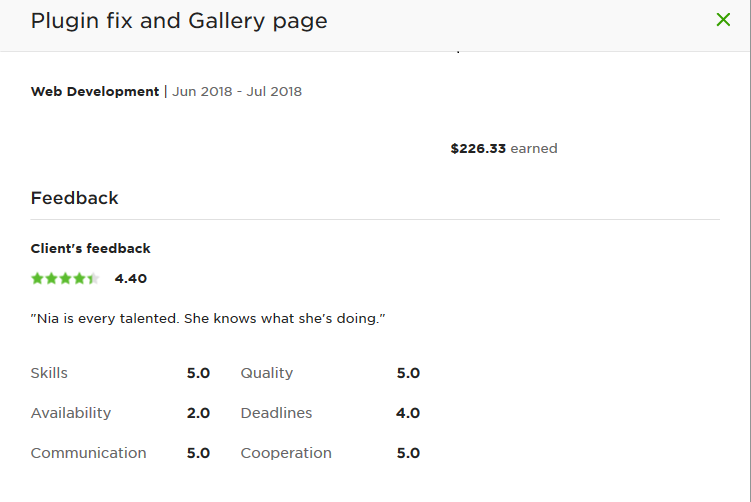 Plugin fix and Gallery page
Web Development | Jun 2018 - Jul 2018
$226.33 earned
Feedback
Client's feedback
4.40
"Nia is every talented. She knows what she's doing."
Skills 5.0 Quality 5.0
Availability 2.0 Deadlines 4.0
Communication 5.0 Cooperation 5.0